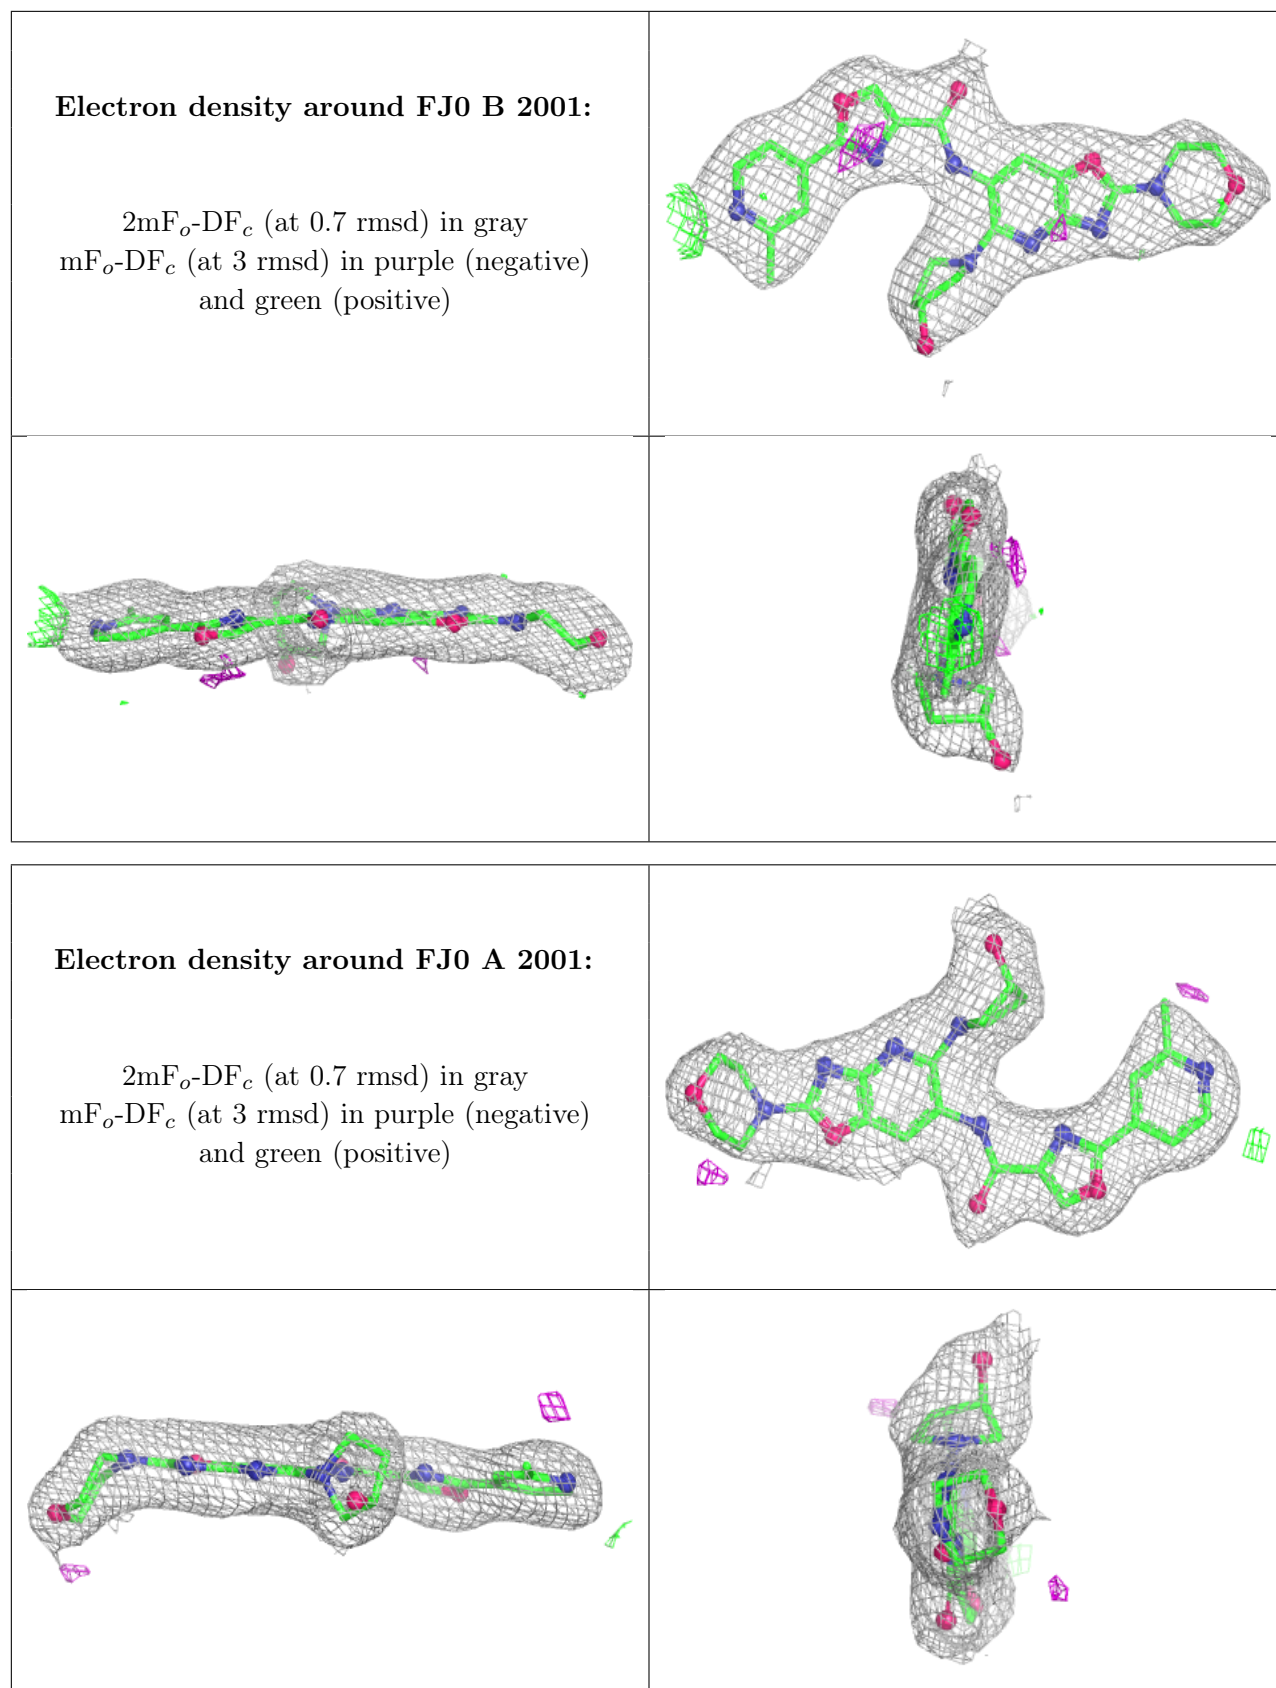 Electron density around FJ0 B 2001:
2mFo-DFc (at 0.7 rmsd) in gray
mFo-DFc (at 3 rmsd) in purple (negative)
and green (positive)
Electron density around FJ0 A 2001:
2mFo-DFc (at 0.7 rmsd) in gray
mFo-DFc (at 3 rmsd) in purple (negative)
and green (positive)